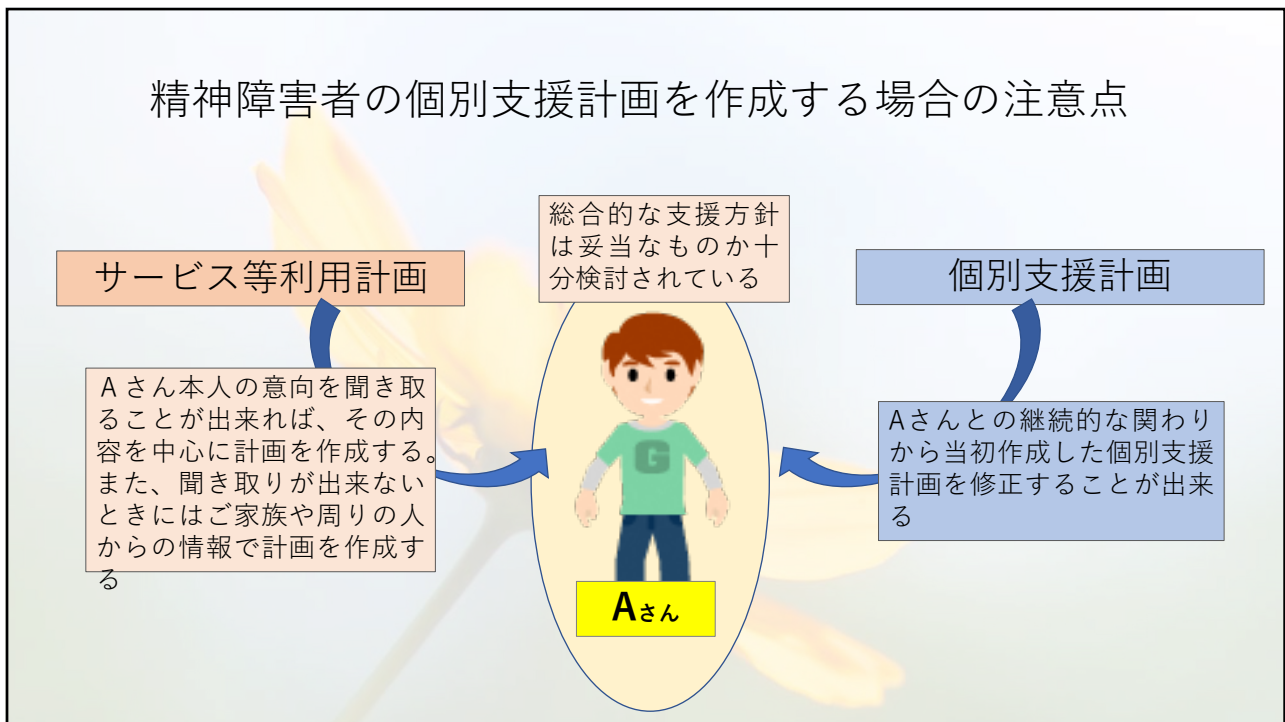 精神障害者の個別支援計画を作成する場合の注意点
総合的な支援方針
は妥当なものか十
分検討されている
サービス等利用計画
個別支援計画
Aさん本人の意向を聞き取
ることが出来れば、その内
容を中心に計画を作成する。
また、聞き取りが出来ない
ときにはご家族や周りの人
からの情報で計画を作成す
る
Aさんとの継続的な関わり
から当初作成した個別支援
計画を修正することが出来
る
G
Aさん